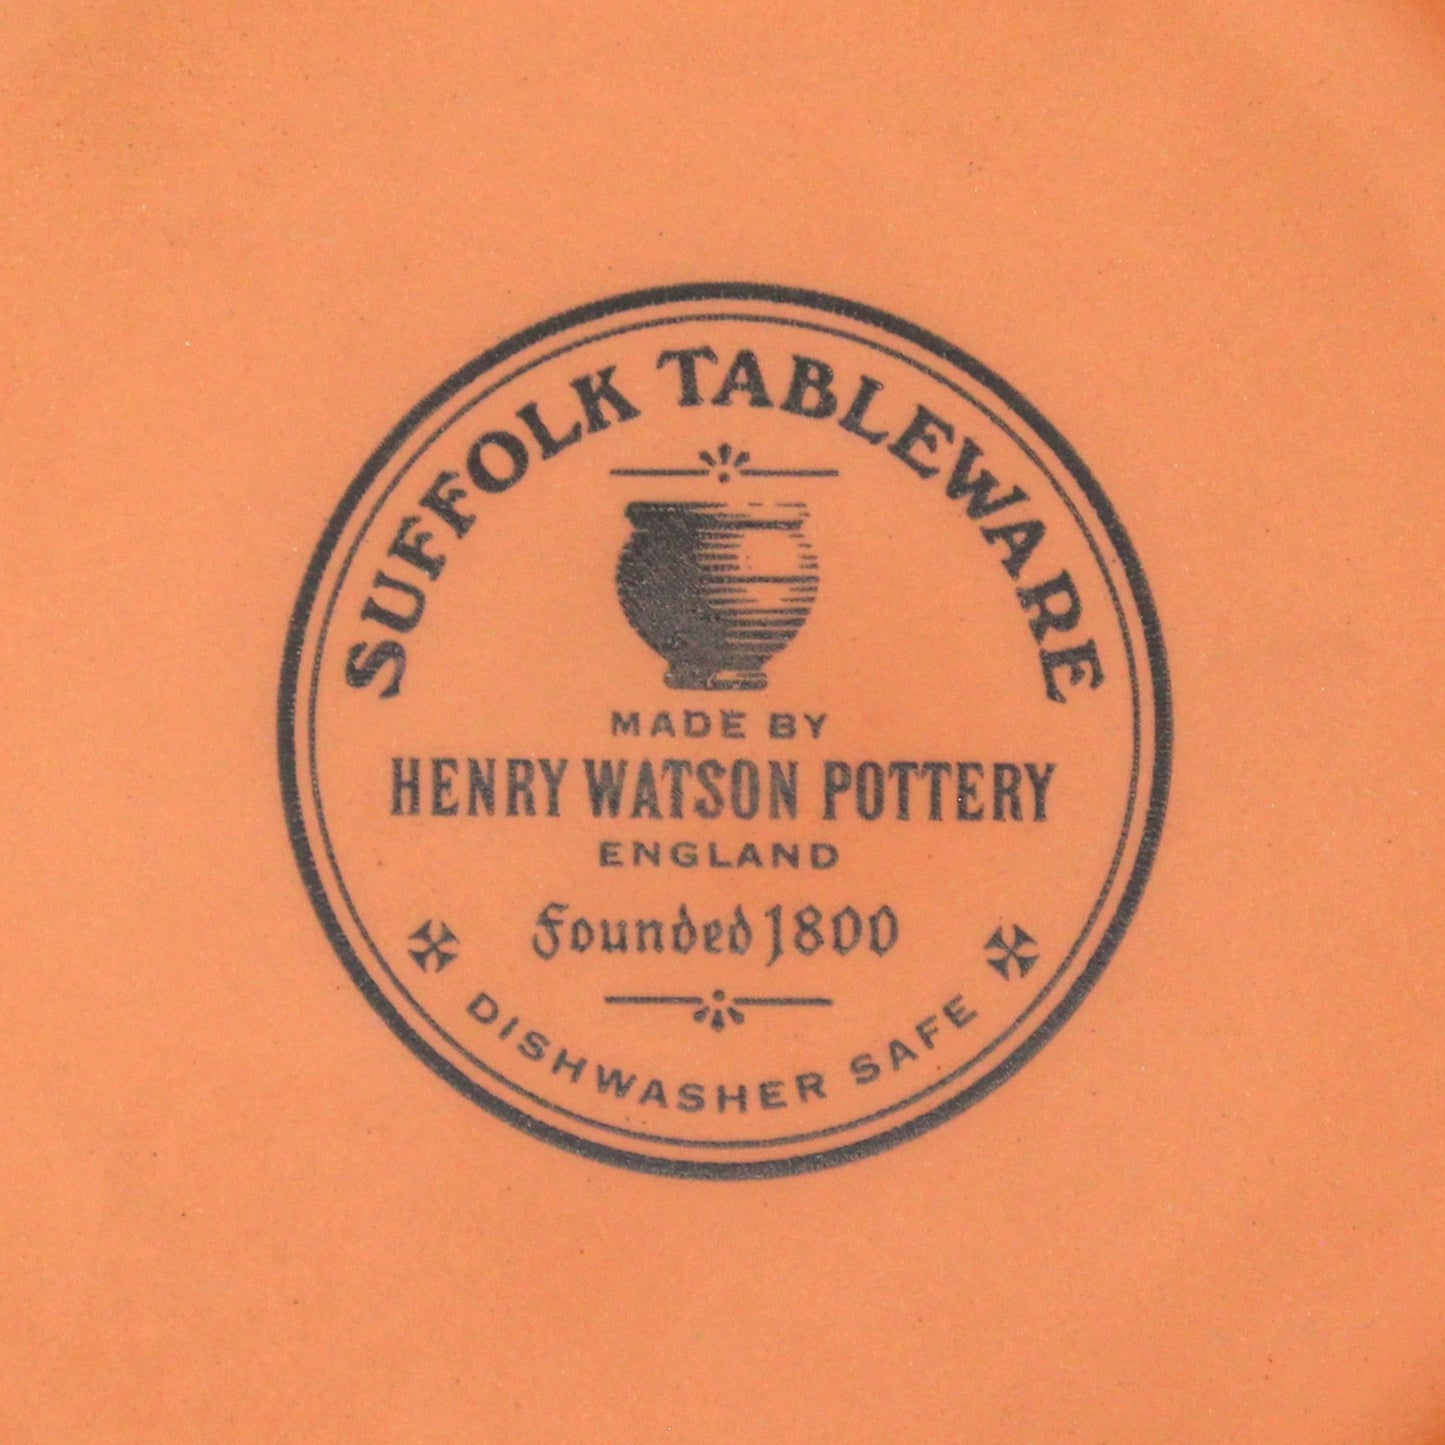 SUFFOLK TABLEWARE
MADE BY
HENRY WATSON POTTERY
ENGLAND
Founded 1800
DISHWASHER SAFE